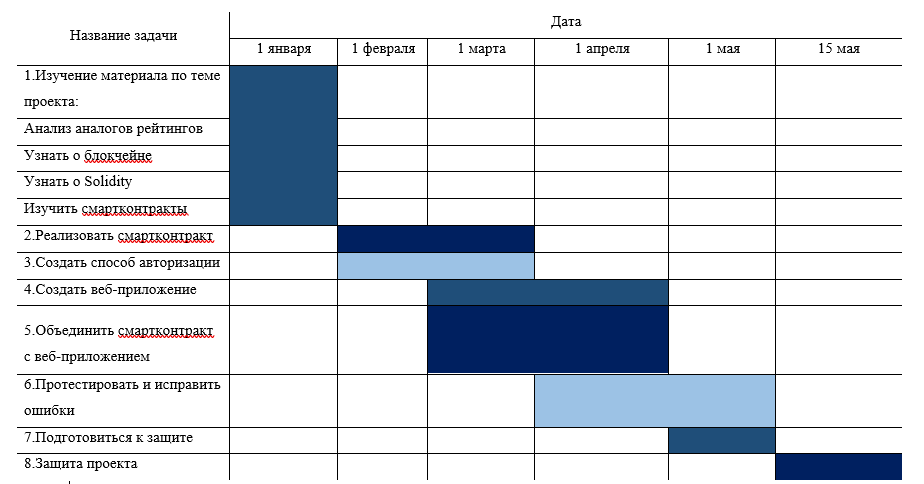 Название задачи
Дата
1 января
1 февраля
1 марта
1 апреля
1 мая
15 мая
1.Изучение материала по теме
проекта:
Анализ аналогов рейтингов
Узнать о блокчейне
Узнать о Solidity
Изучить смартконтракты
2.Реализовать смартконтракт
3.Создать способ авторизации
4.Создать веб-приложение
5.Объединить смартконтракт
с веб-приложением
6.Протестировать и исправить
ошибки
7.Подготовиться к защите
8.Защита проекта